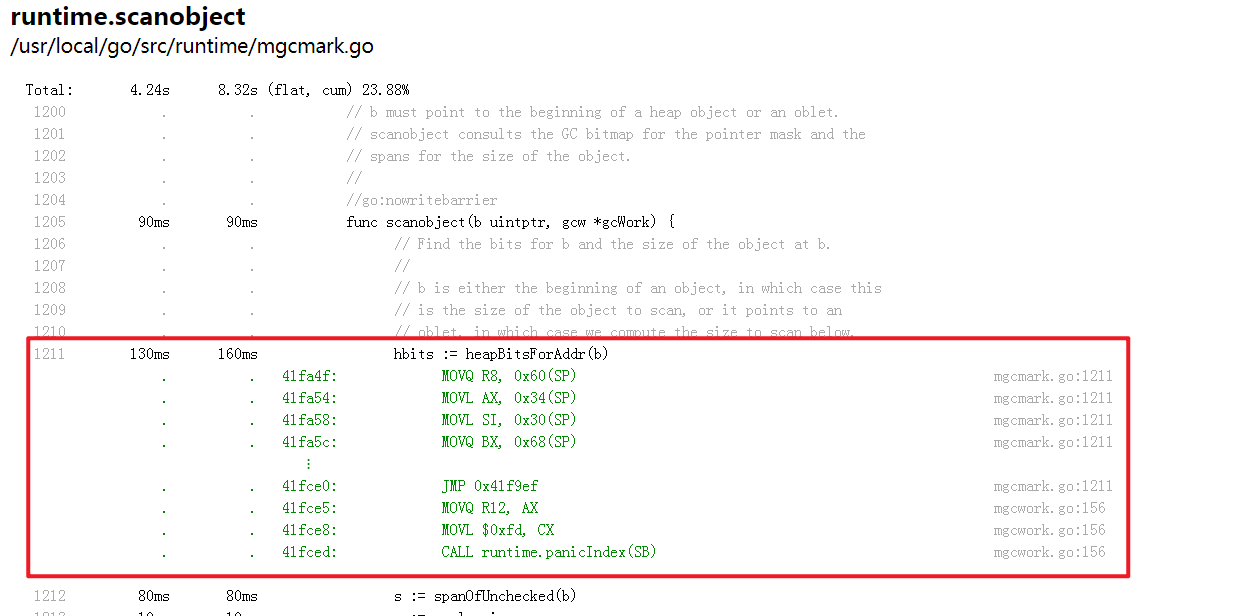 runtime.scanobject
/usr/local/go/src/runtime/mgcmark.go
Total: 4.24s 8.32s (flat, cum) 23.88%
1200 . . // b must point to the beginning of a heap object or an oblet.
1201 . . // scanobject consults the GC bitmap for the pointer mask and the
1202 . . // spans for the size of the object.
1203 . . //
1204 . . //go:nowritebarrier
1205 90ms 90ms func scanobject(b uintptr, gcw *gcWork) {
1206 . . // Find the bits for b and the size of the object at b.
1207 . . //
1208 . . // b is either the beginning of an object, in which case this
1209 . . // is the size of the object to scan, or it points to an
1210 . . // oblet, in which case we compute the size to scan below.
1211 130ms 160ms hbits := heapBitsForAddr(b)
. . 41fa4f: MOVQ R8, 0x60(SP) mgcmark.go:1211
. . 41fa54: MOVL AX, 0x34(SP) mgcmark.go:1211
. . 41fa58: MOVL SI, 0x30(SP) mgcmark.go:1211
. . 41fa5c: MOVQ BX, 0x68(SP) mgcmark.go:1211
⋮
. . 41fce0: JMP 0x41f9ef mgcmark.go:1211
. . 41fce5: MOVQ R12, AX mgcwork.go:156
. . 41fce8: MOVL $0xfd, CX mgcwork.go:156
. . 41fced: CALL runtime.panicIndex(SB) mgcwork.go:156
1212 80ms 80ms s := spanOfUnchecked(b)